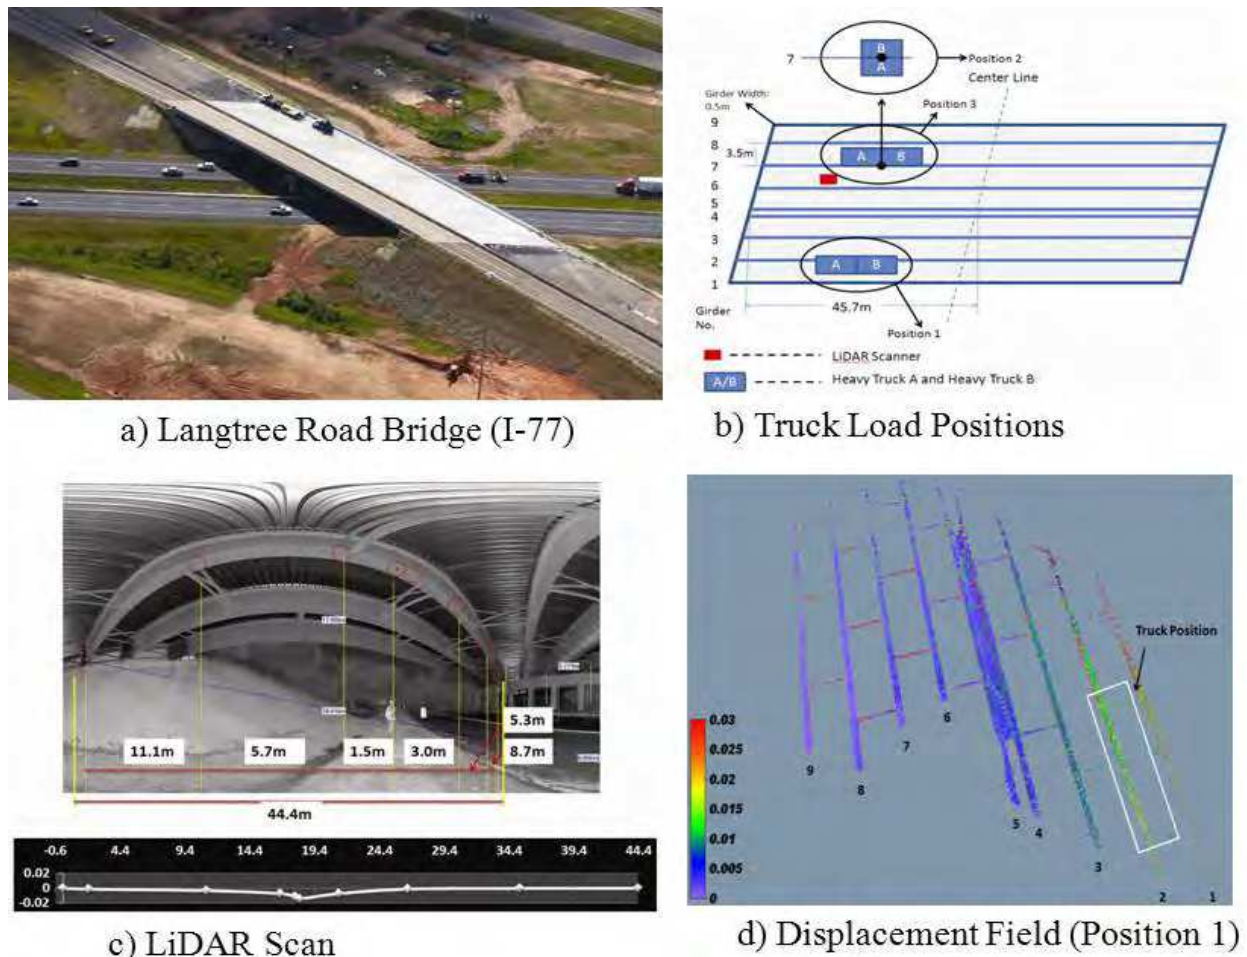 B
A
7
Position 2
Center Line
Girder Width:
0.5m
Position 3
9
8
3.5m
A B
7
6
5
4
3
2
A B
1
45.7m
Girder
No.
Position 1
LiDAR Scanner
A/B
Heavy Truck A and Heavy Truck B
a) Langtree Road Bridge (I-77)
b) Truck Load Positions
5.3m
11.1m 5.7m 1.5m 3.0m 8.7m
44.4m
-0.6 4.4 9.4 14.4 19.4 24.4 34.4 39.4 44.4
0.02
0
-0.02
c) LiDAR Scan
Truck Position
0.03
0.025
0.02
0.015
0.01
0.005
0
9 8 7 6 5 4 3 2 1
d) Displacement Field (Position 1)